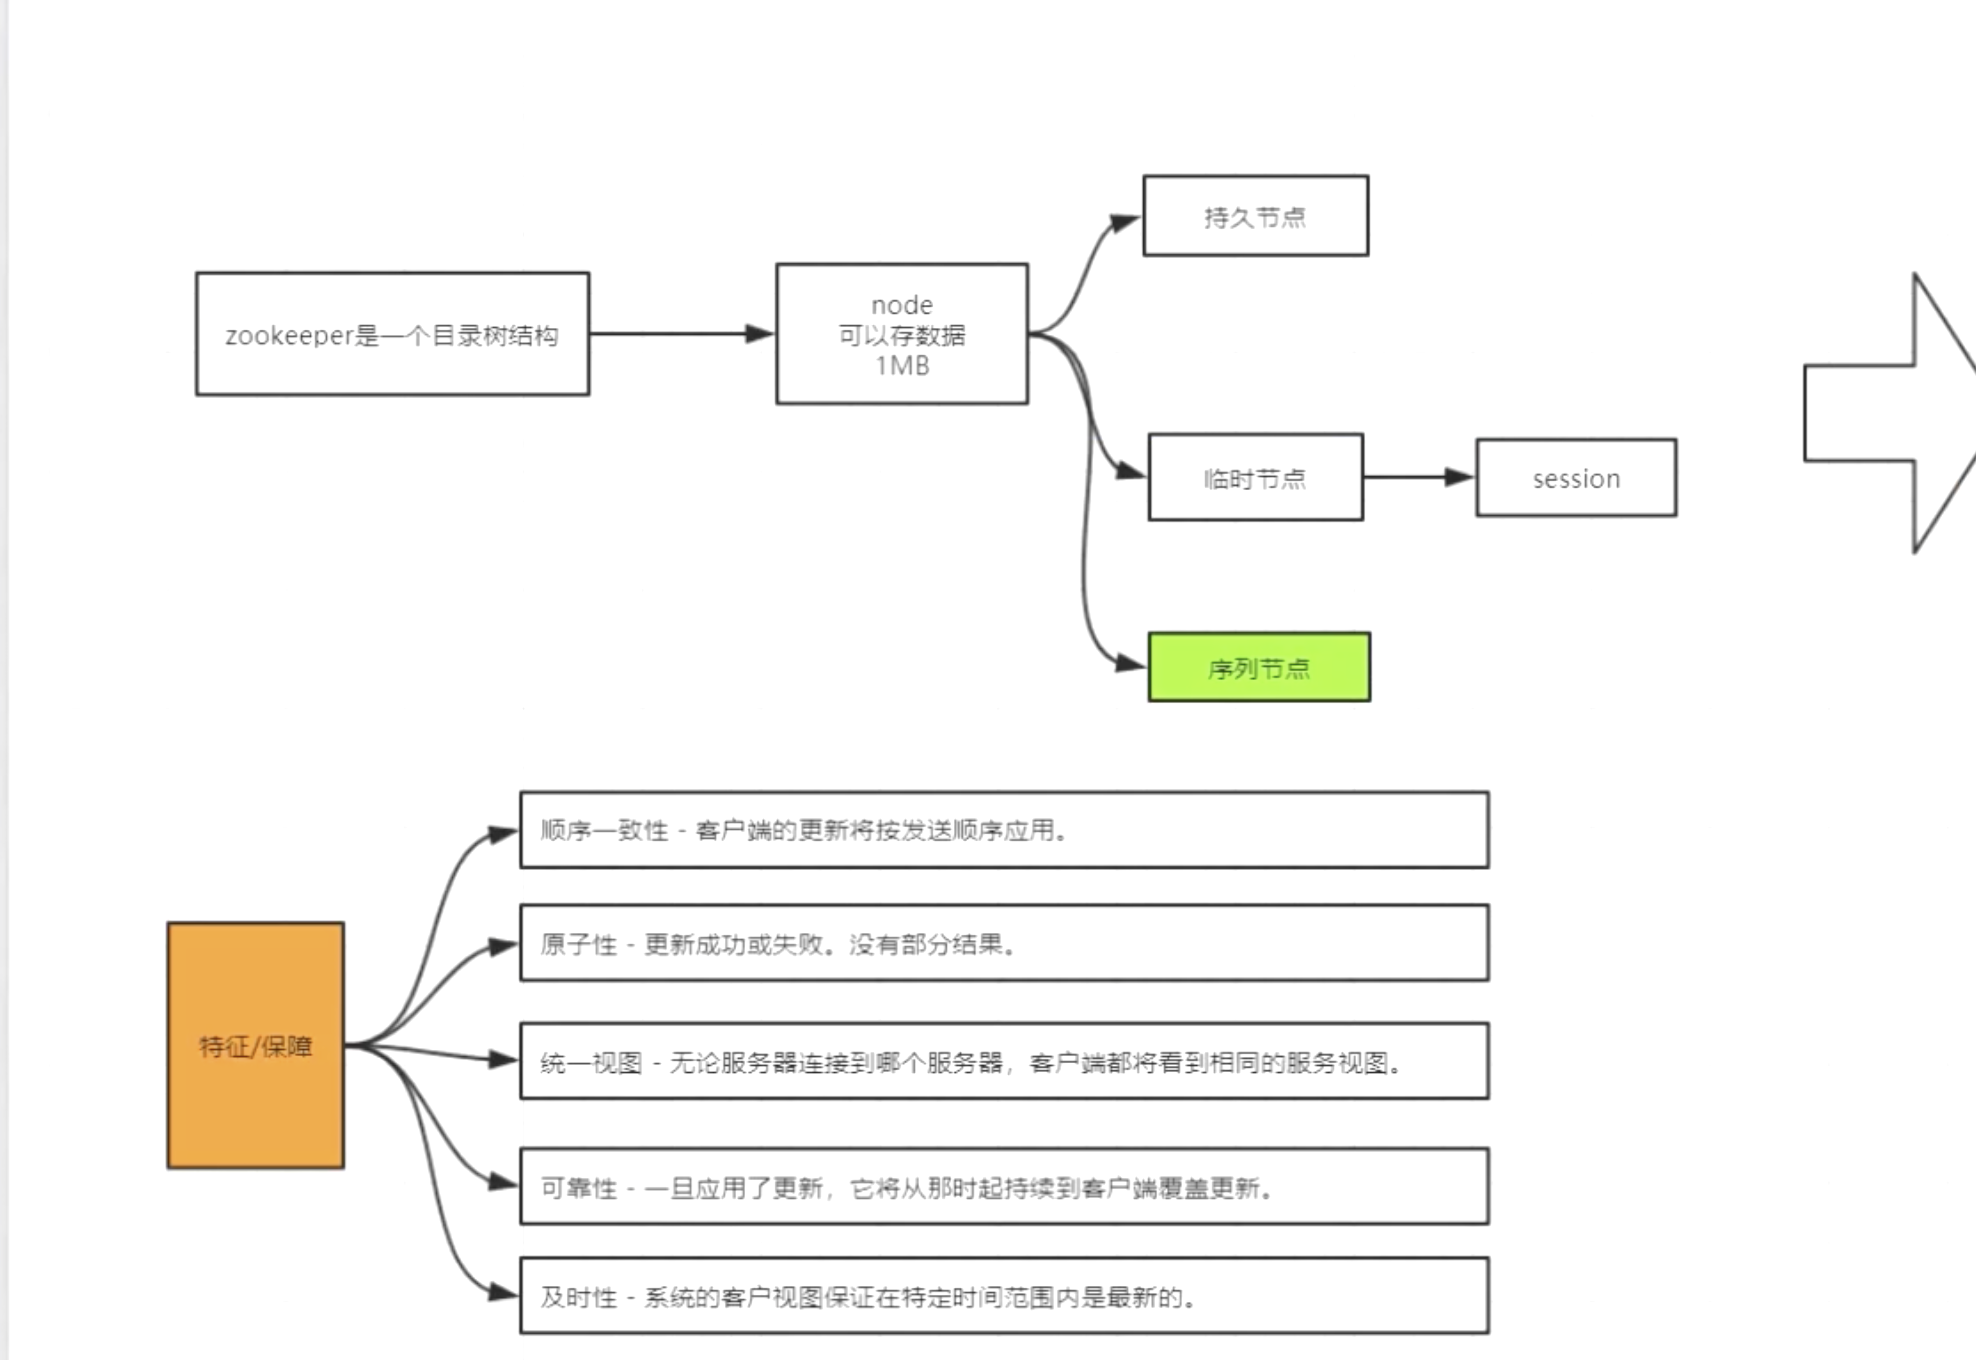 持久节点
zookeeper是一个目录树结构
node
可以存数据
1MB
临时节点
session
序列节点
特征/保障
顺序一致性 - 客户端的更新将按发送顺序应用。
原子性 - 更新成功或失败。没有部分结果。
统一视图 - 无论服务器连接到哪个服务器，客户端都将看到相同的服务视图。
可靠性 - 一旦应用了更新，它将从那时起持续到客户端覆盖更新。
及时性 - 系统的客户视图保证在特定时间范围内是最新的。